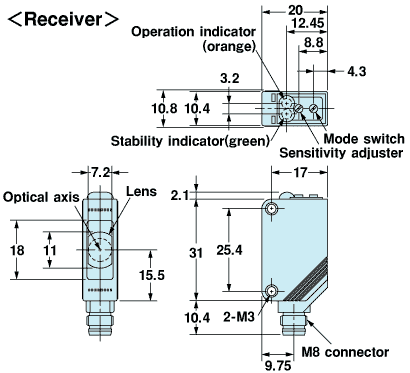 <Receiver>
20
Operation indicator
(orange)
12.45
8.8
4.3
3.2
10.8
10.4
Stability indicator(green)
Mode switch
Sensitivity adjuster
7.2
Optical axis
Lens
2.1
17
18
11
15.5
31
25.4
10.4
2-M3
9.75
M8 connector